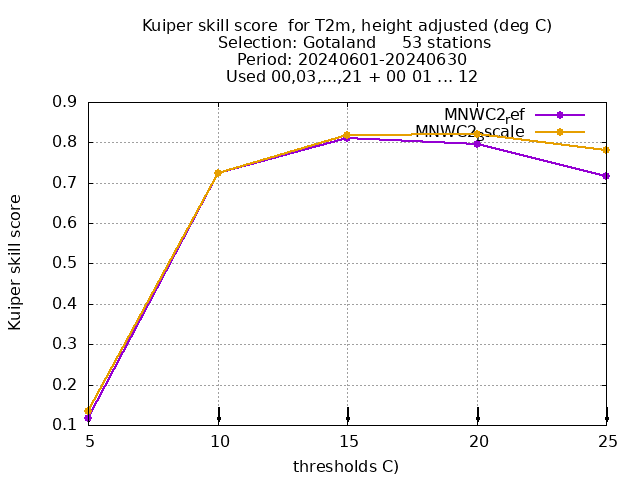 Kuiper skill score  for T2m, height adjusted (deg C)
Selection: Gotaland     53 stations
Period: 20240601-20240630
Used 00,03,...,21 + 00 01 ... 12
MNWC2_ref
MNWC2_sscale
0.9
0.8
0.7
0.6
0.5
0.4
0.3
0.2
0.1
Kuiper skill score
5 10 15 20 25
thresholds C)